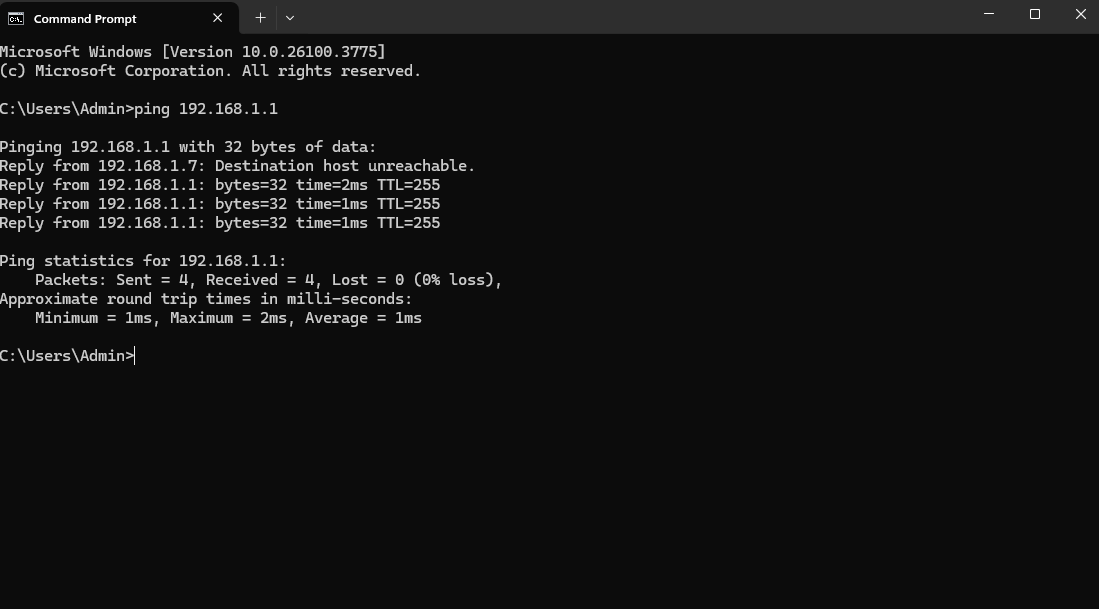 Command Prompt
Microsoft Windows [Version 10.0.26100.3775]
(c) Microsoft Corporation. All rights reserved.
C:\Users\Admin>ping 192.168.1.1
Pinging 192.168.1.1 with 32 bytes of data:
Reply from 192.168.1.7: Destination host unreachable.
Reply from 192.168.1.1: bytes=32 time=2ms TTL=255
Reply from 192.168.1.1: bytes=32 time=1ms TTL=255
Reply from 192.168.1.1: bytes=32 time=1ms TTL=255
Ping statistics for 192.168.1.1:
    Packets: Sent = 4, Received = 4, Lost = 0 (0% loss),
Approximate round trip times in milli-seconds:
    Minimum = 1ms, Maximum = 2ms, Average = 1ms
C:\Users\Admin>